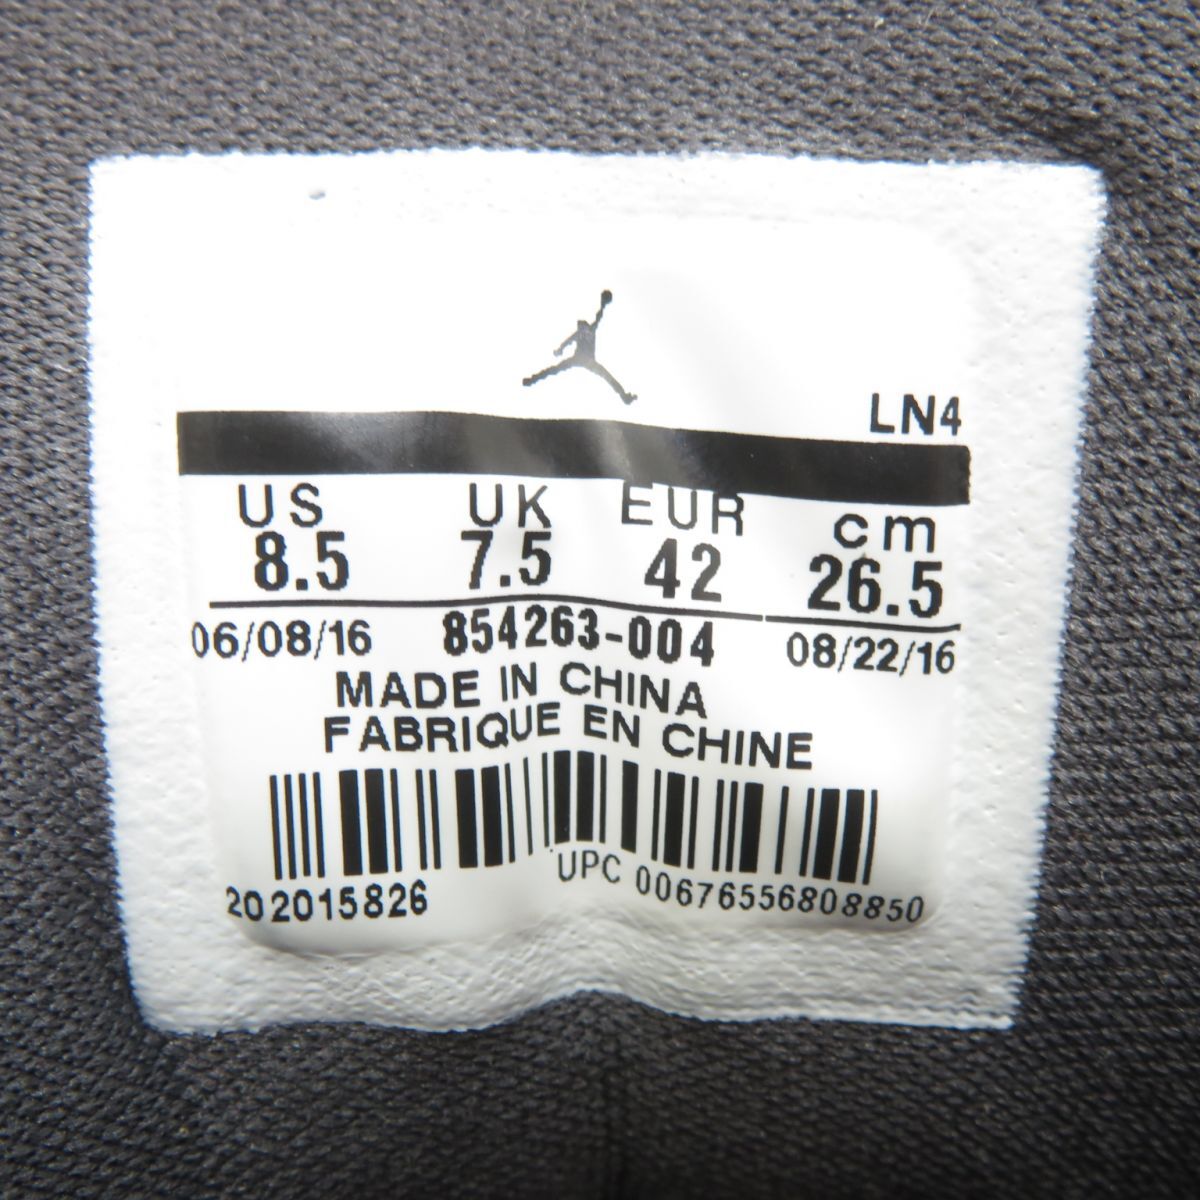 LN4
US UK EUR cm
8.5 7.5 42 26.5
06/08/16 854263-004 08/22/16
MADE IN CHINA
FABRIQUE EN CHINE
202015826 UPC 00676556808850